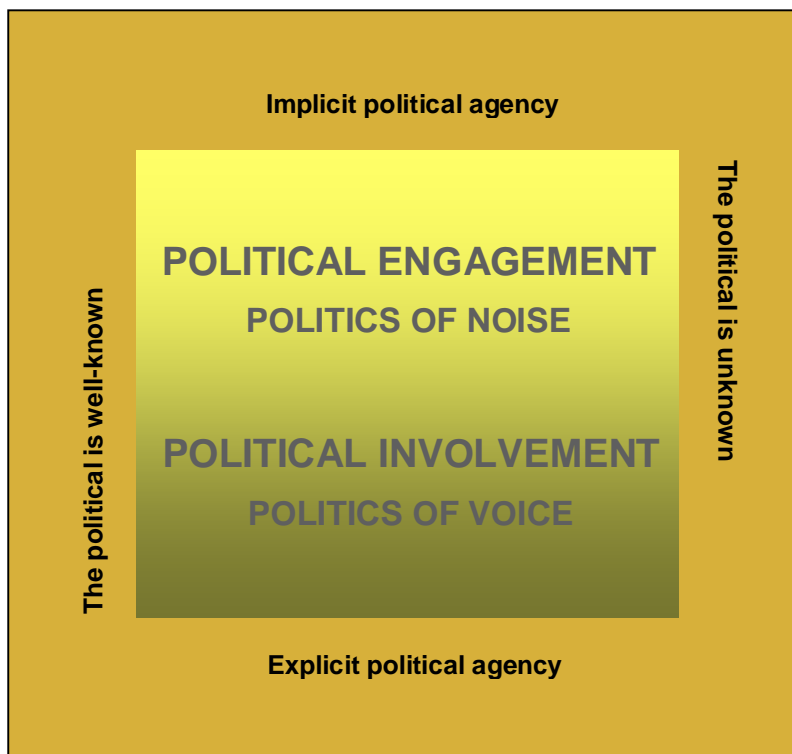 Implicit political agency
The political is well-known
POLITICAL ENGAGEMENT
POLITICS OF NOISE
POLITICAL INVOLVEMENT
POLITICS OF VOICE
The political is unknown
Explicit political agency